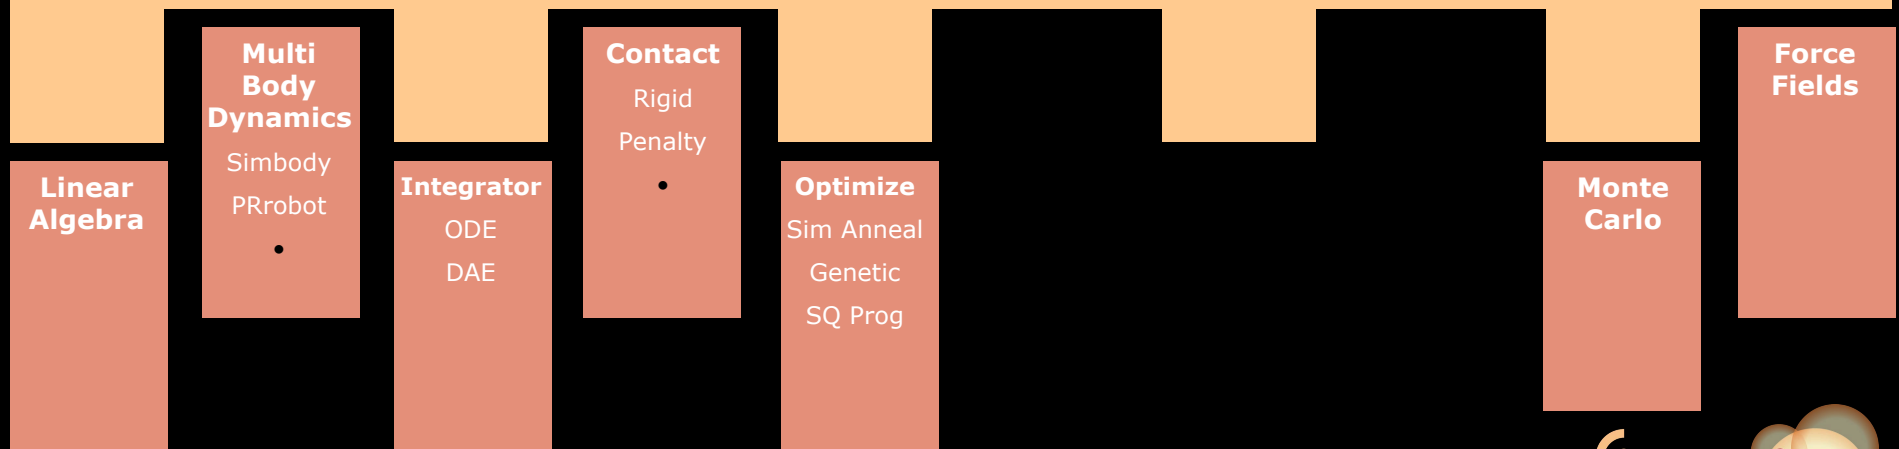 Linear
Algebra
Multi
Body
Dynamics
Simbody
PRrobot
•
Integrator
ODE
DAE
Contact
Rigid
Penalty
•
Optimize
Sim Anneal
Genetic
SQ Prog
Monte
Carlo
Force
Fields